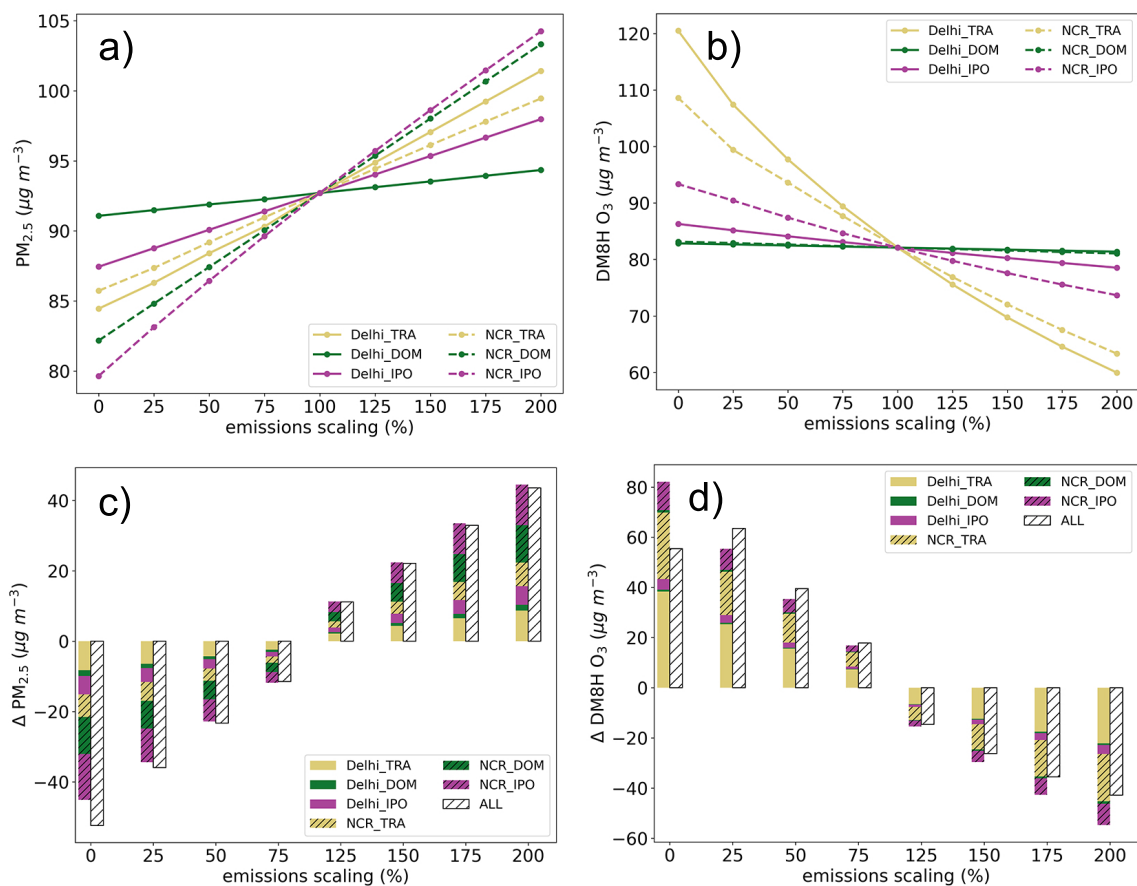 a)
PM2.5 (μg m−3)
105
100
95
90
85
80
Delhi_TRA NCR_TRA
Delhi_DOM NCR_DOM
Delhi_IPO NCR_IPO
0 25 50 75 100 125 150 175 200
emissions scaling (%)
b)
DM8H O3 (μg m−3)
120
110
100
90
80
70
60
Delhi_TRA NCR_TRA
Delhi_DOM NCR_DOM
Delhi_IPO NCR_IPO
0 25 50 75 100 125 150 175 200
emissions scaling (%)
c)
Δ PM2.5 (μg m−3)
40
20
0
−20
−40
Delhi_TRA NCR_DOM
Delhi_DOM NCR_IPO
Delhi_IPO ALL
NCR_TRA
0 25 50 75 125 150 175 200
emissions scaling (%)
d)
Δ DM8H O3 (μg m−3)
80
60
40
20
0
−20
−40
−60
Delhi_TRA NCR_DOM
Delhi_DOM NCR_IPO
Delhi_IPO ALL
NCR_TRA
0 25 50 75 125 150 175 200
emissions scaling (%)